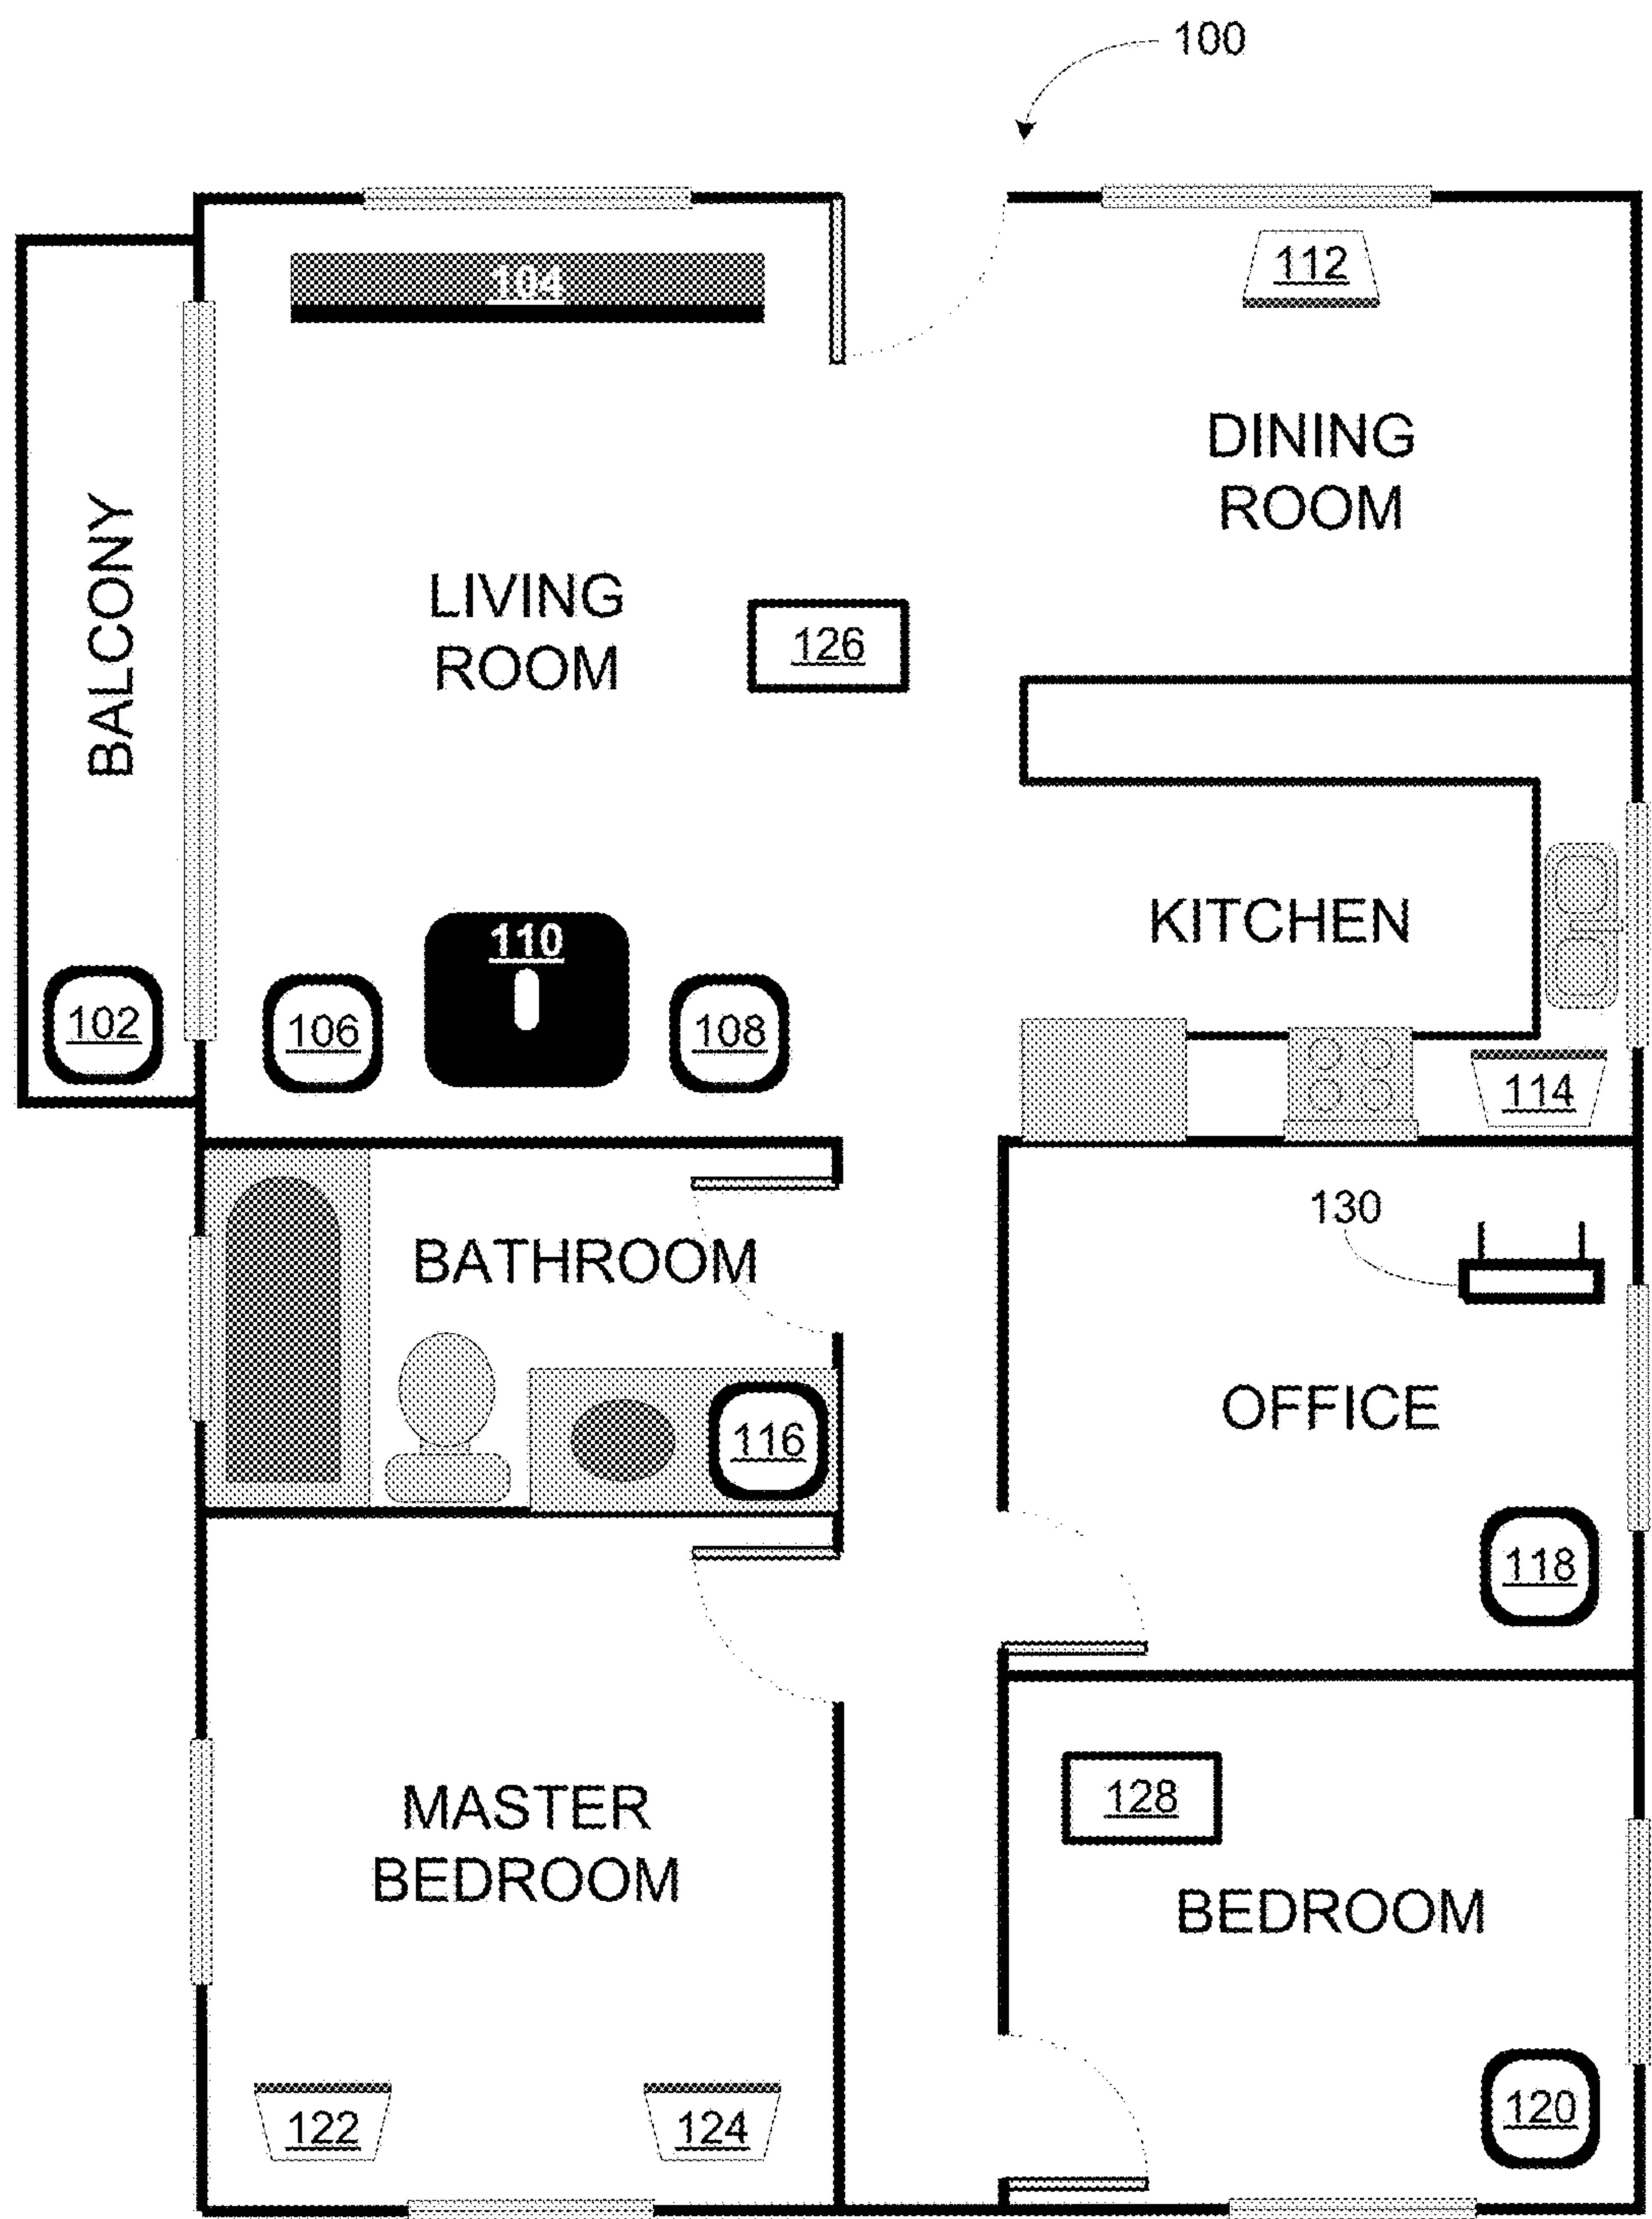 100
104
112
DINING
ROOM
BALCONY
LIVING
ROOM
126
KITCHEN
110
102
106
108
114
130
BATHROOM
OFFICE
116
118
128
MASTER
BEDROOM
BEDROOM
122
124
120